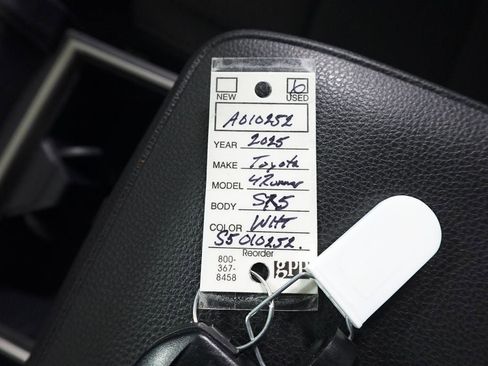 NEW USED
A010252
YEAR 2025
MAKE Toyota
MODEL 4Runner
BODY SR5
COLOR WHT
S5010252.
Reorder
800-
367-
8458